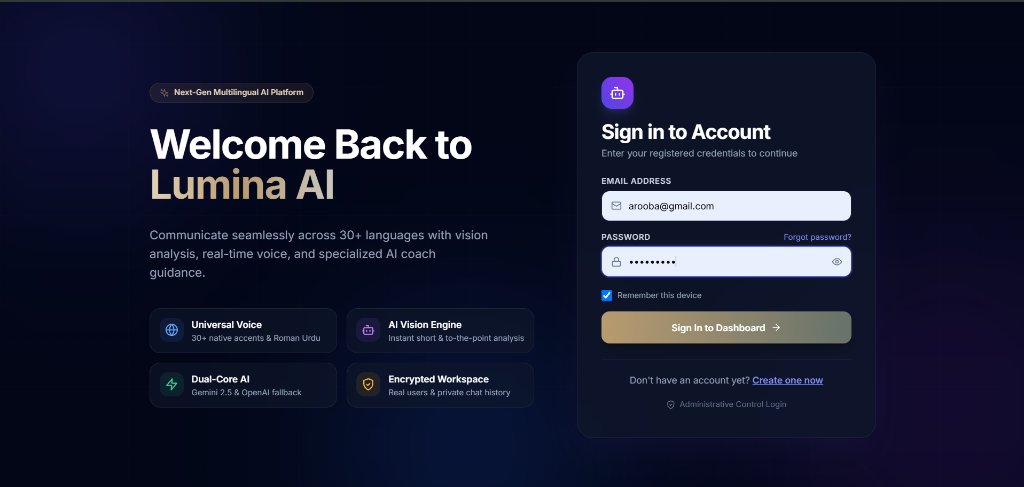 Next-Gen Multilingual AI Platform
Welcome Back to
Lumina AI
Communicate seamlessly across 30+ languages with vision
analysis, real-time voice, and specialized AI coach
guidance.
Universal Voice
30+ native accents & Roman Urdu
AI Vision Engine
Instant short & to-the-point analysis
Dual-Core AI
Gemini 2.5 & OpenAI fallback
Encrypted Workspace
Real users & private chat history
Sign in to Account
Enter your registered credentials to continue
EMAIL ADDRESS
arooba@gmail.com
PASSWORD
Forgot password?
•••••••••
Remember this device
Sign In to Dashboard →
Don't have an account yet? Create one now
Administrative Control Login